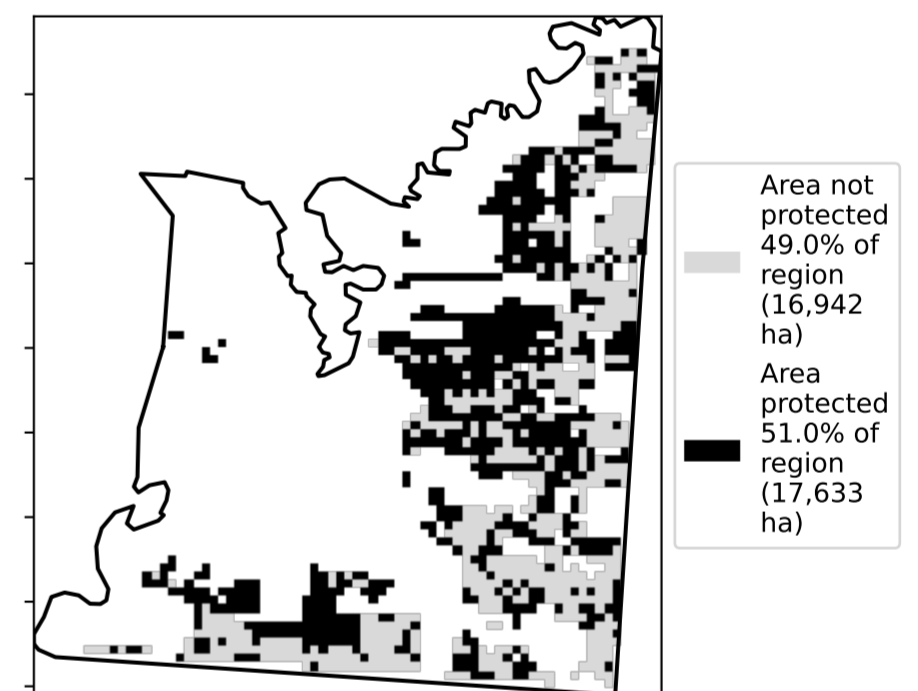 Area not
protected
49.0% of
region
(16,942
ha)
Area
protected
51.0% of
region
(17,633
ha)